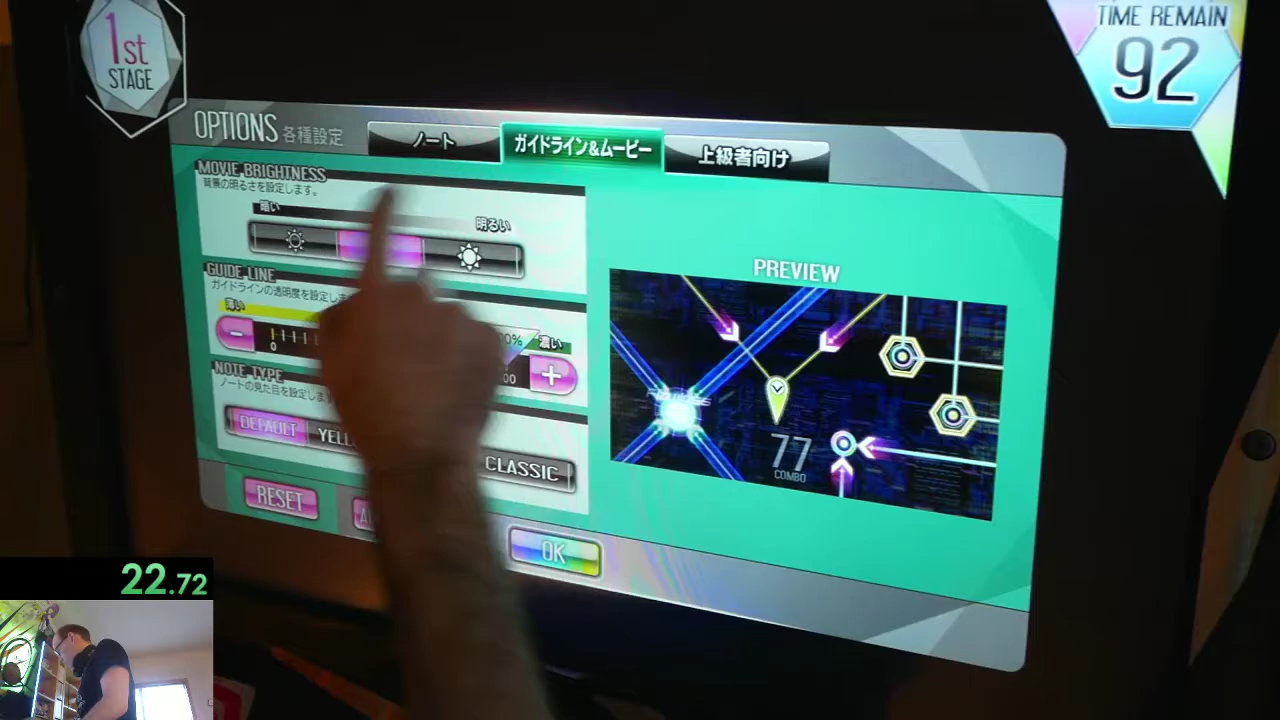 1st
STAGE
TIME REMAIN
92
OPTIONS 各種設定
ノート
ガイドライン&ムービー
上級者向け
MOVIE BRIGHTNESS
背景の明るさを設定します。
暗い
明るい
GUIDE LINE
ガイドラインの透明度を設定しま
薄い
0%
濃い
-
0
00
+
NOTE TYPE
ノートの見た目を設定しま
DEFAULT
YELL
CLASSIC
RESET
OK
PREVIEW
77
COMBO
22.72